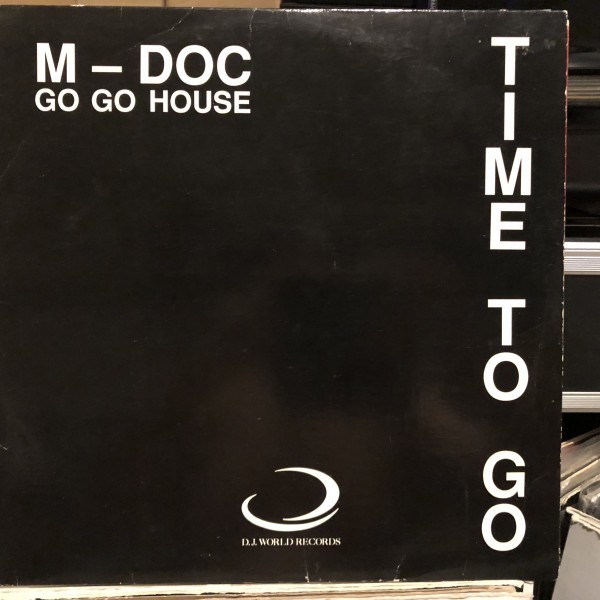 M – DOC
GO GO HOUSE
TIME TO GO
D.J. WORLD RECORDS